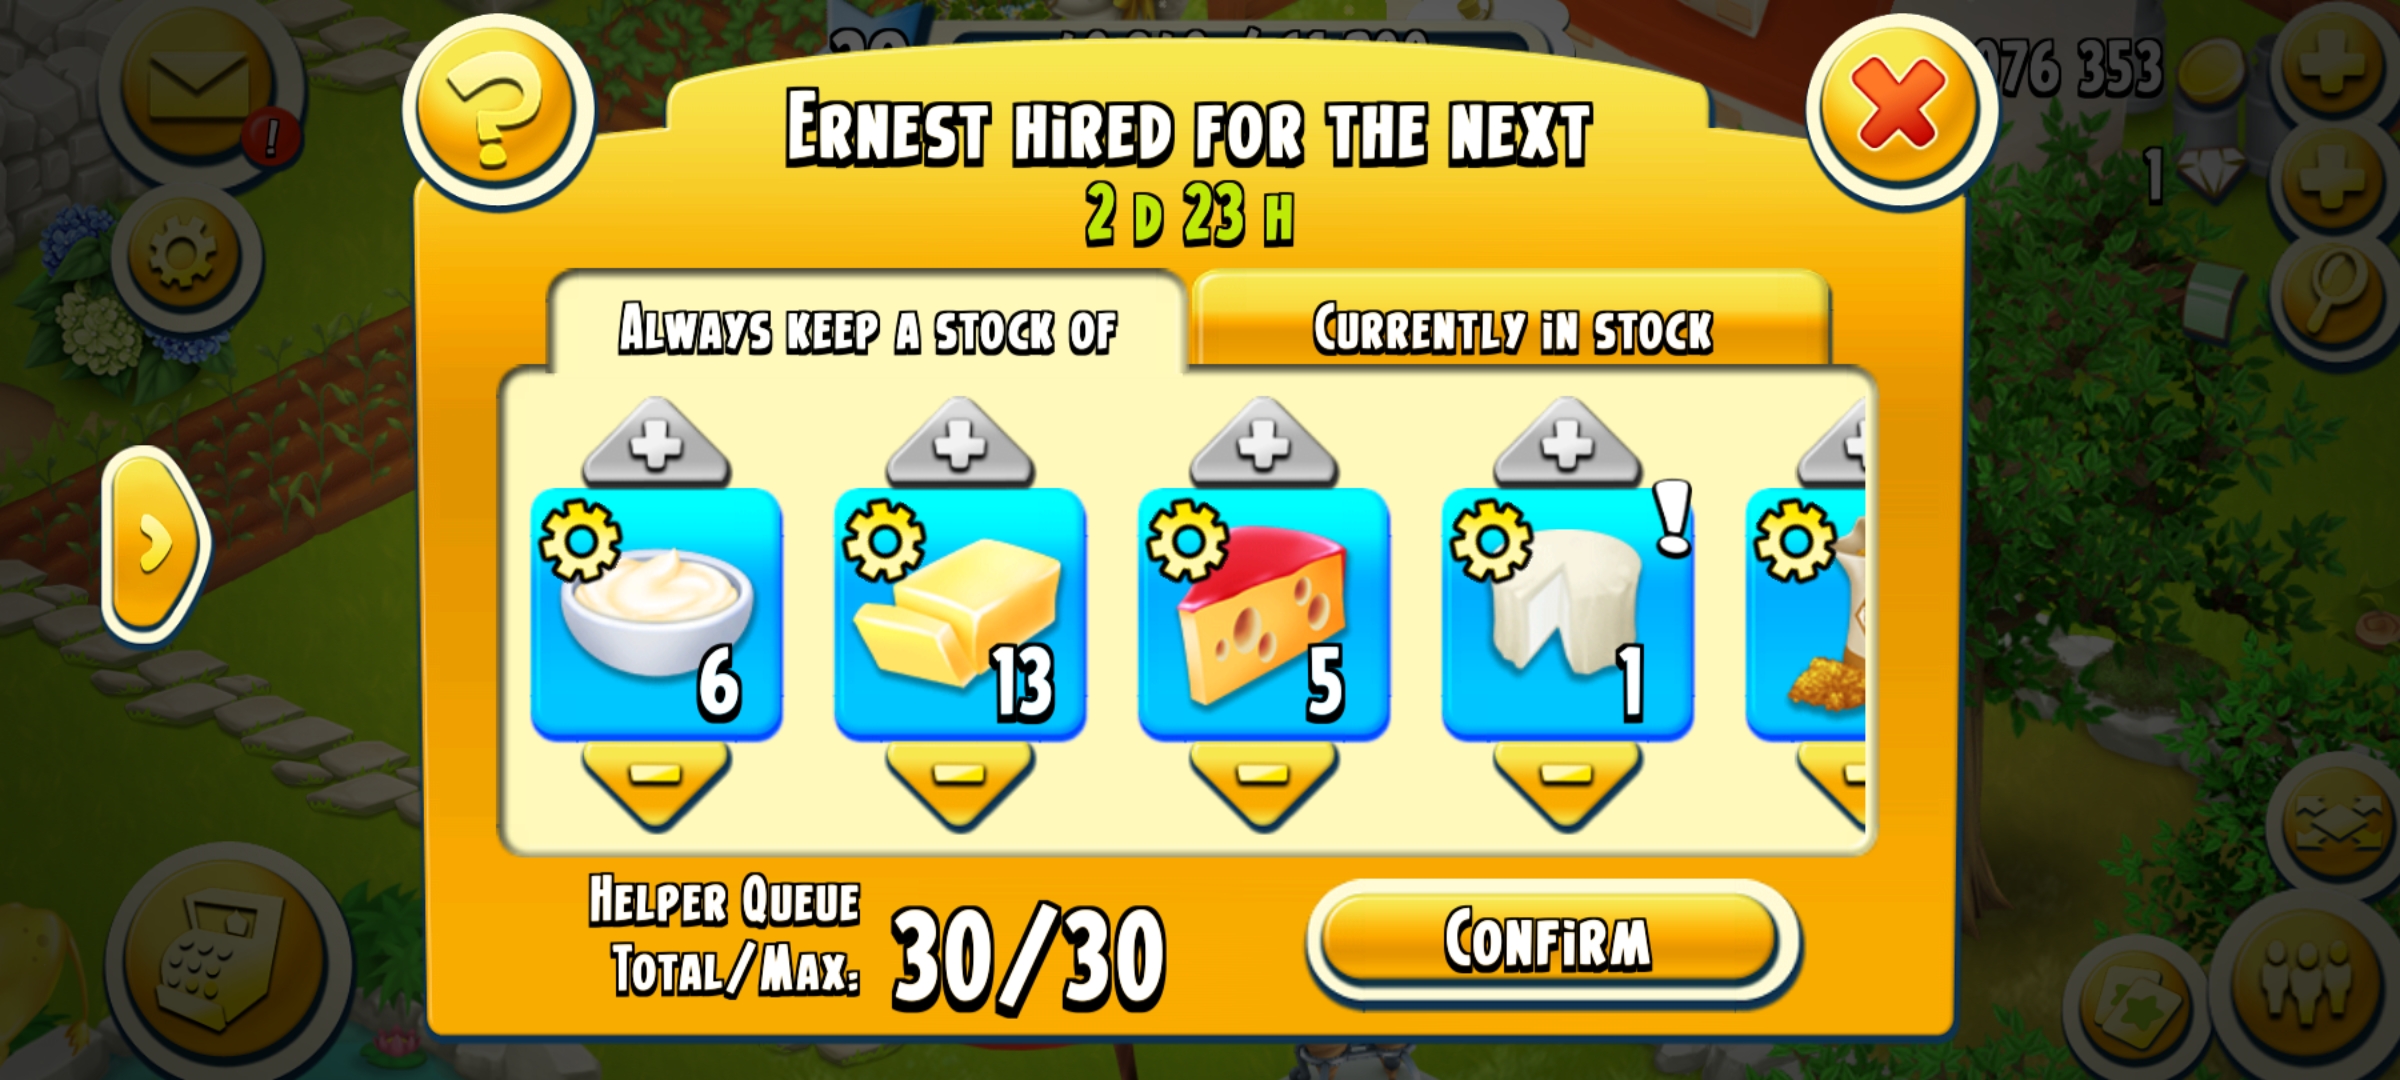 076 353
1
ERNEST HiRED FOR THE NEXT
2 D 23 H
ALWAYS KEEP A STOCK OF
CURRENTLY iN STOCK
6
13
5
!
1
HELPER QUEUE
TOTAL/MAX:
30/30
CONFiRM
!